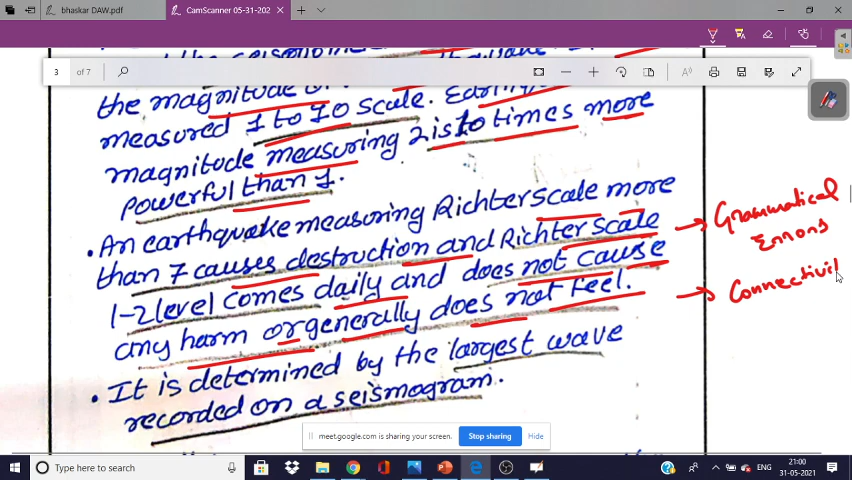 bhaskar DAW.pdf
CamScanner 05-31-202
3 of 7
the magnitude
measured 1 to 10 scale.
magnitude measuring 2 is 10 times more
powerful than 1.
• An earthquake measuring Richter scale more
than 7 causes destruction and Richter scale
1-2 level comes daily and does not cause
any harm or generally does not feel.
• It is determined by the largest wave
recorded on a seismogram.
→ Grammatical
Errors
→ Connectivit
meet.google.com is sharing your screen.
Stop sharing
Hide
Type here to search
ENG
21:00
31-05-2021